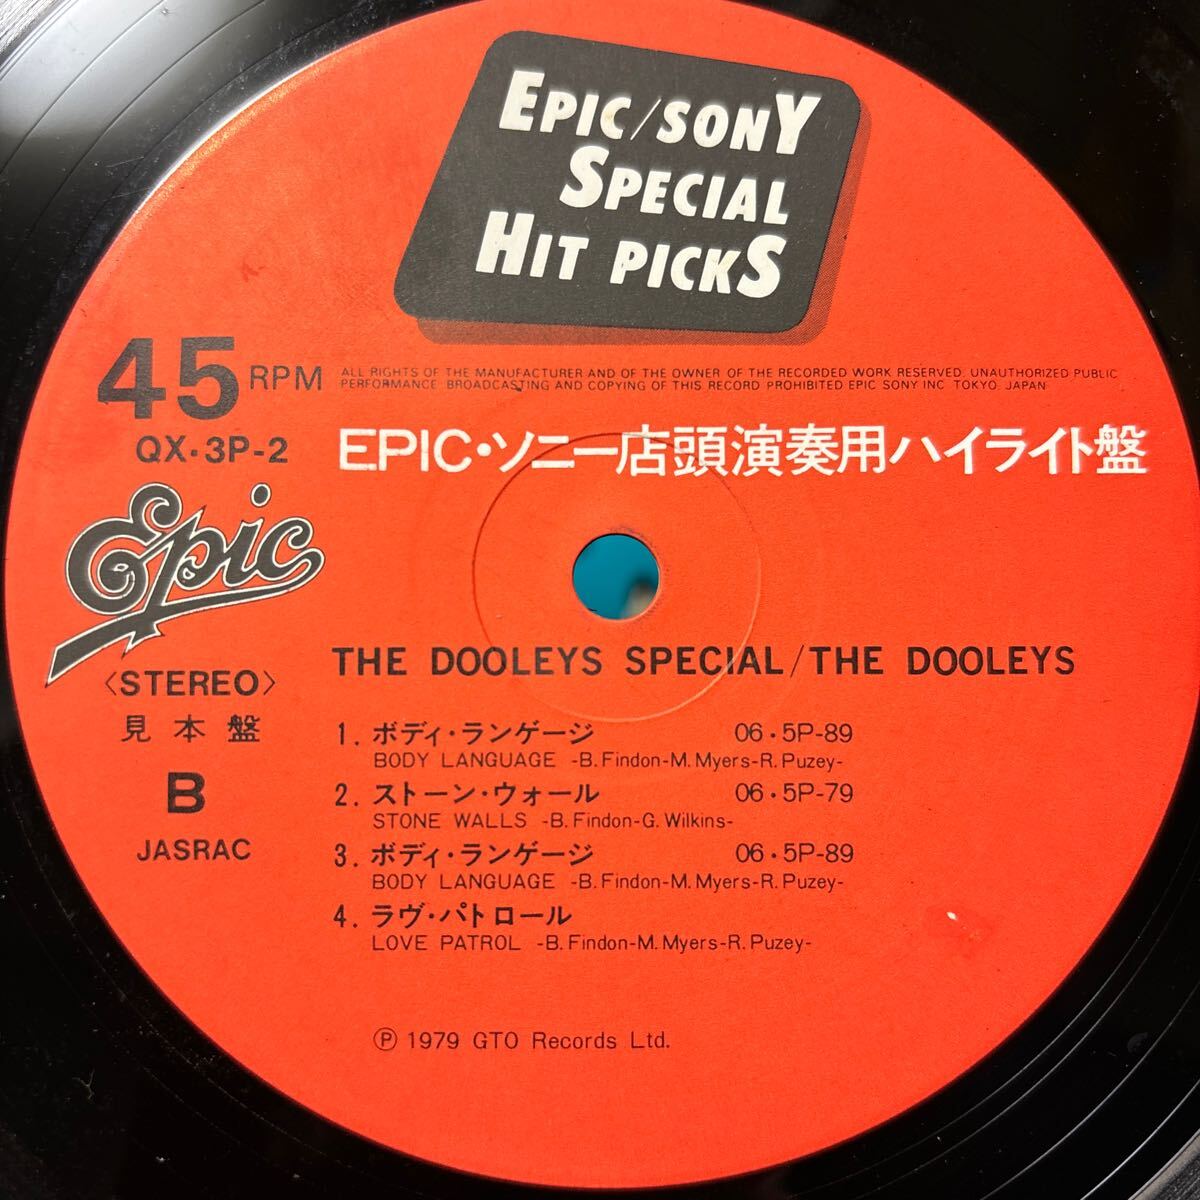 EPIC/SONY
SPECIAL
HIT PICKS
45 RPM
ALL RIGHTS OF THE MANUFACTURER AND OF THE OWNER OF THE RECORDED WORK RESERVED. UNAUTHORIZED PUBLIC
PERFORMANCE BROADCASTING AND COPYING OF THIS RECORD PROHIBITED EPIC SONY INC TOKYO. JAPAN
QX・3P-2
EPIC・ソニー店頭演奏用ハイライト盤
Epic
THE DOOLEYS SPECIAL/THE DOOLEYS
〈STEREO〉
見本盤
B
JASRAC
1. ボディ・ランゲージ 06・5P-89
BODY LANGUAGE -B. Findon-M. Myers-R. Puzey-
2. ストーン・ウォール 06・5P-79
STONE WALLS -B. Findon-G. Wilkins-
3. ボディ・ランゲージ 06・5P-89
BODY LANGUAGE -B. Findon-M. Myers-R. Puzey-
4. ラヴ・パトロール
LOVE PATROL -B. Findon-M. Myers-R. Puzey-
Ⓟ 1979 GTO Records Ltd.